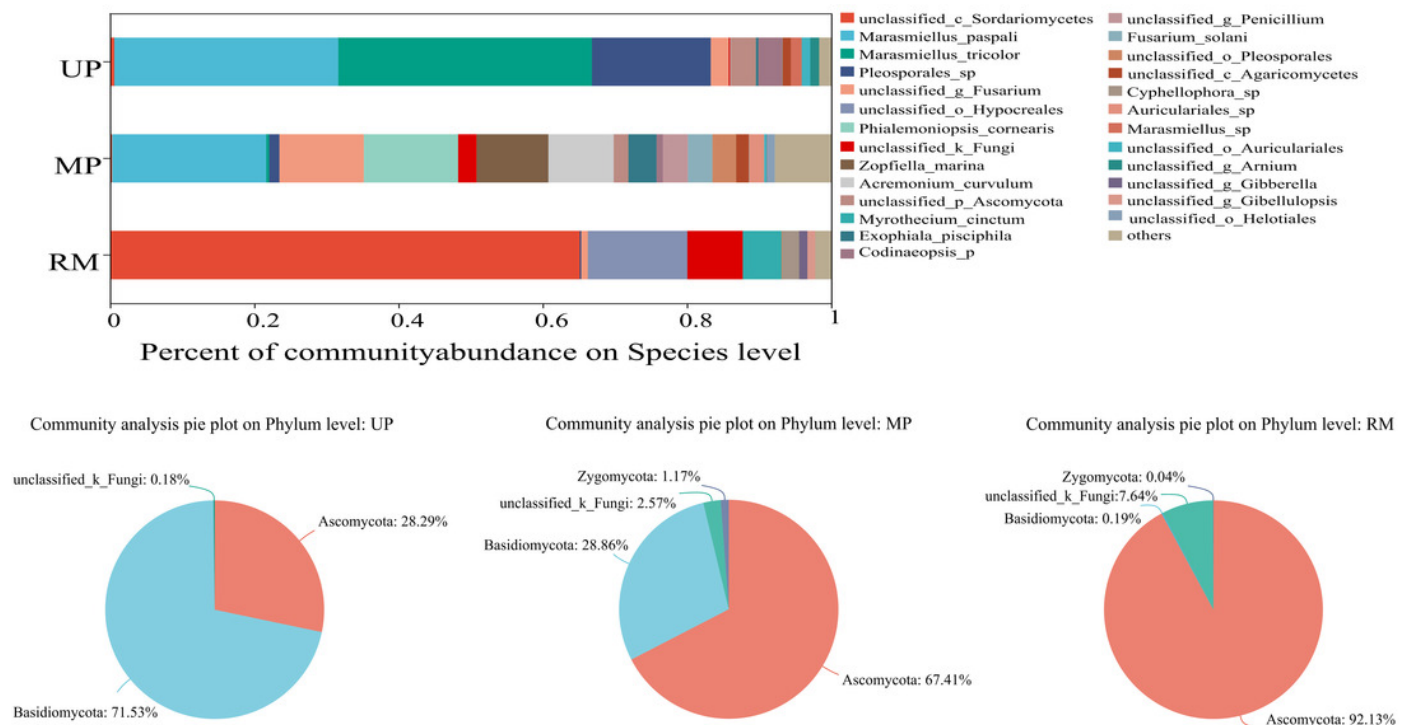 UP
MP
RM
0 0.2 0.4 0.6 0.8 1
Percent of communityabundance on Species level
unclassified_c_Sordariomycetes
Marasmiellus_paspali
Marasmiellus_tricolor
Pleosporales_sp
unclassified_g_Fusarium
unclassified_o_Hypocreales
Phialemoniopsis_cornearis
unclassified_k_Fungi
Zopfiella_marina
Acremonium_curvulum
unclassified_p_Ascomycota
Myrothecium_cinctum
Exophiala_pisciphila
Codinaeopsis_p
unclassified_g_Penicillium
Fusarium_solani
unclassified_o_Pleosporales
unclassified_c_Agaricomycetes
Cyphellophora_sp
Auriculariales_sp
Marasmiellus_sp
unclassified_o_Auriculariales
unclassified_g_Arnium
unclassified_g_Gibberella
unclassified_g_Gibellulopsis
unclassified_o_Helotiales
others
Community analysis pie plot on Phylum level: UP
unclassified_k_Fungi: 0.18%
Ascomycota: 28.29%
Basidiomycota: 71.53%
Community analysis pie plot on Phylum level: MP
Zygomycota: 1.17%
unclassified_k_Fungi: 2.57%
Basidiomycota: 28.86%
Ascomycota: 67.41%
Community analysis pie plot on Phylum level: RM
Zygomycota: 0.04%
unclassified_k_Fungi:7.64%
Basidiomycota: 0.19%
Ascomycota: 92.13%